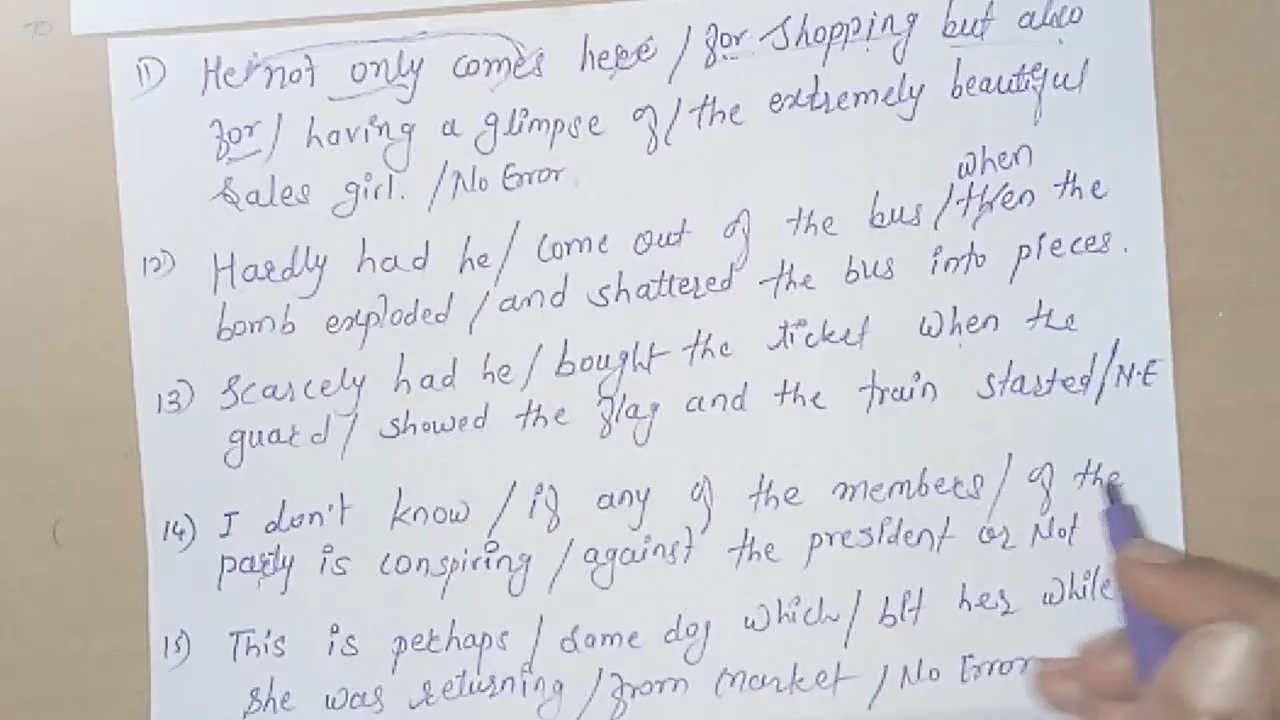 11) He not only comes here / for shopping but also
for / having a glimpse of / the extremely beautiful
sales girl. / No Error.
when
12) Hardly had he / come out of the bus / then the
bomb exploded / and shattered the bus into pieces.
13) Scarcely had he / bought the ticket when the
guard / showed the flag and the train started / N.E
14) I don't know / if any of the members / of the
party is conspiring / against the president or Not
15) This is perhaps / same dog which / bit her while
she was returning / from market / No Error